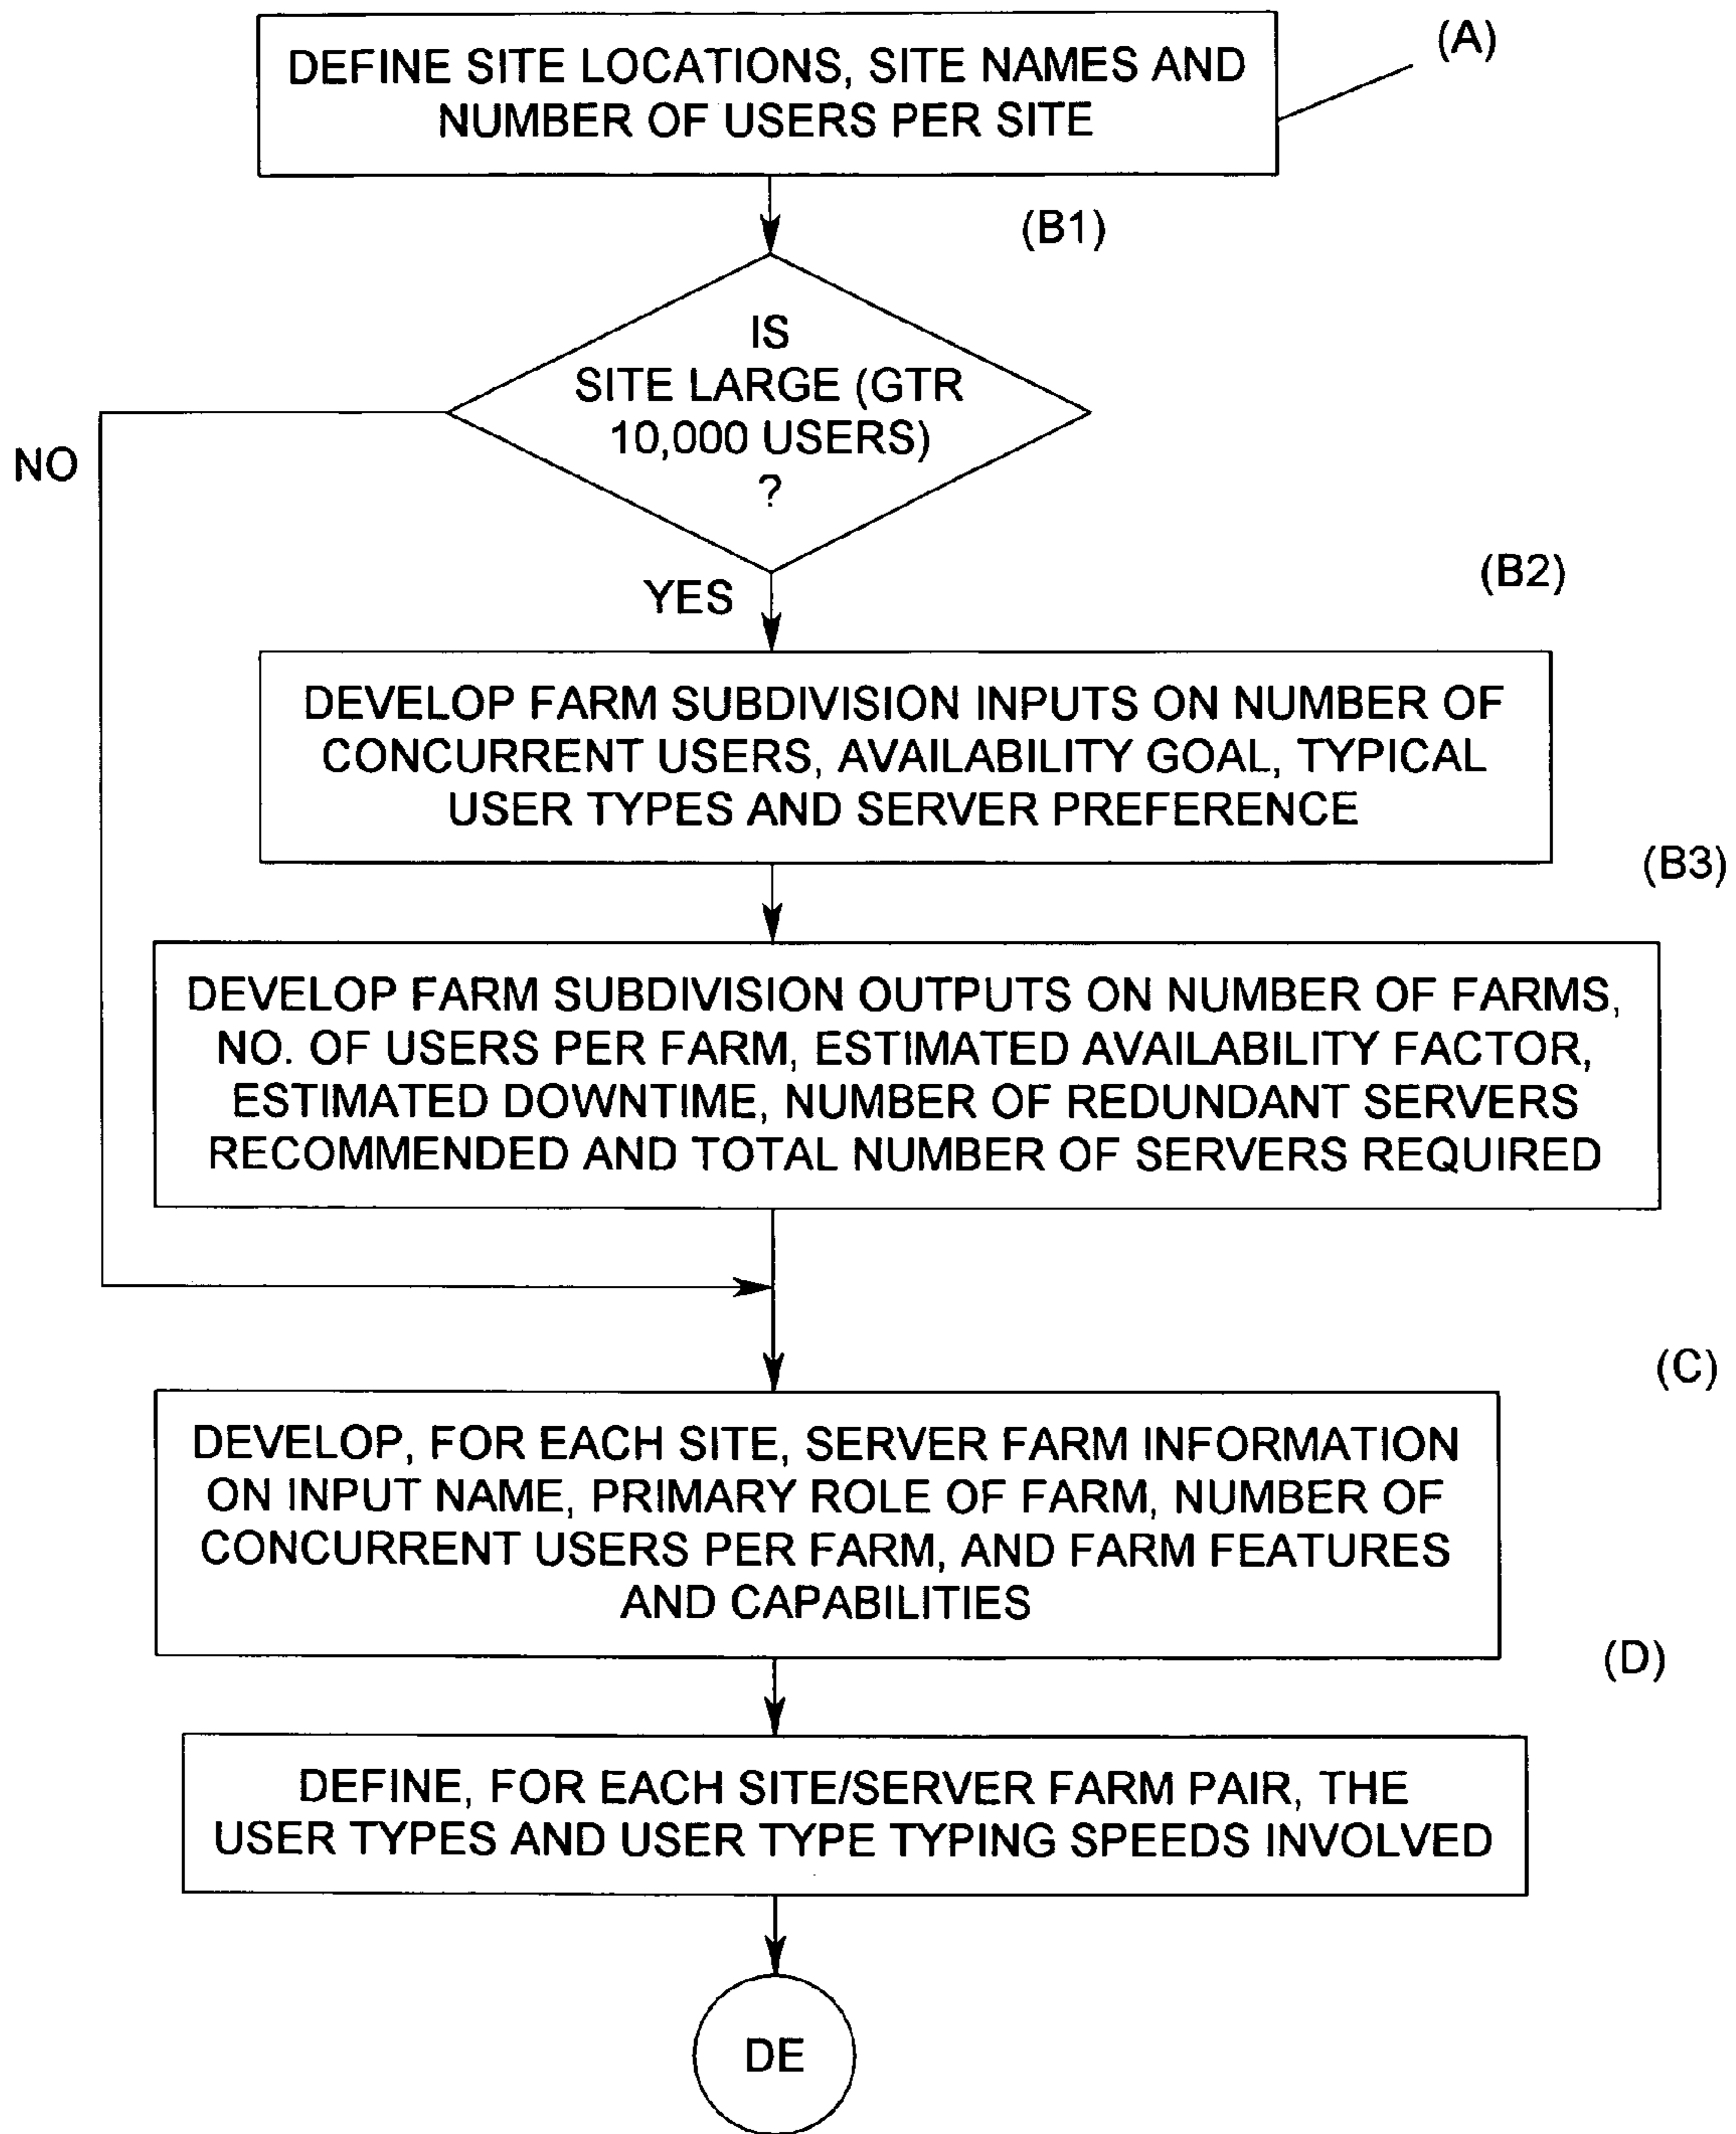 (A)
DEFINE SITE LOCATIONS, SITE NAMES AND
NUMBER OF USERS PER SITE
(B1)
IS
SITE LARGE (GTR
10,000 USERS)
?
NO
YES
(B2)
DEVELOP FARM SUBDIVISION INPUTS ON NUMBER OF
CONCURRENT USERS, AVAILABILITY GOAL, TYPICAL
USER TYPES AND SERVER PREFERENCE
(B3)
DEVELOP FARM SUBDIVISION OUTPUTS ON NUMBER OF FARMS,
NO. OF USERS PER FARM, ESTIMATED AVAILABILITY FACTOR,
ESTIMATED DOWNTIME, NUMBER OF REDUNDANT SERVERS
RECOMMENDED AND TOTAL NUMBER OF SERVERS REQUIRED
(C)
DEVELOP, FOR EACH SITE, SERVER FARM INFORMATION
ON INPUT NAME, PRIMARY ROLE OF FARM, NUMBER OF
CONCURRENT USERS PER FARM, AND FARM FEATURES
AND CAPABILITIES
(D)
DEFINE, FOR EACH SITE/SERVER FARM PAIR, THE
USER TYPES AND USER TYPE TYPING SPEEDS INVOLVED
DE